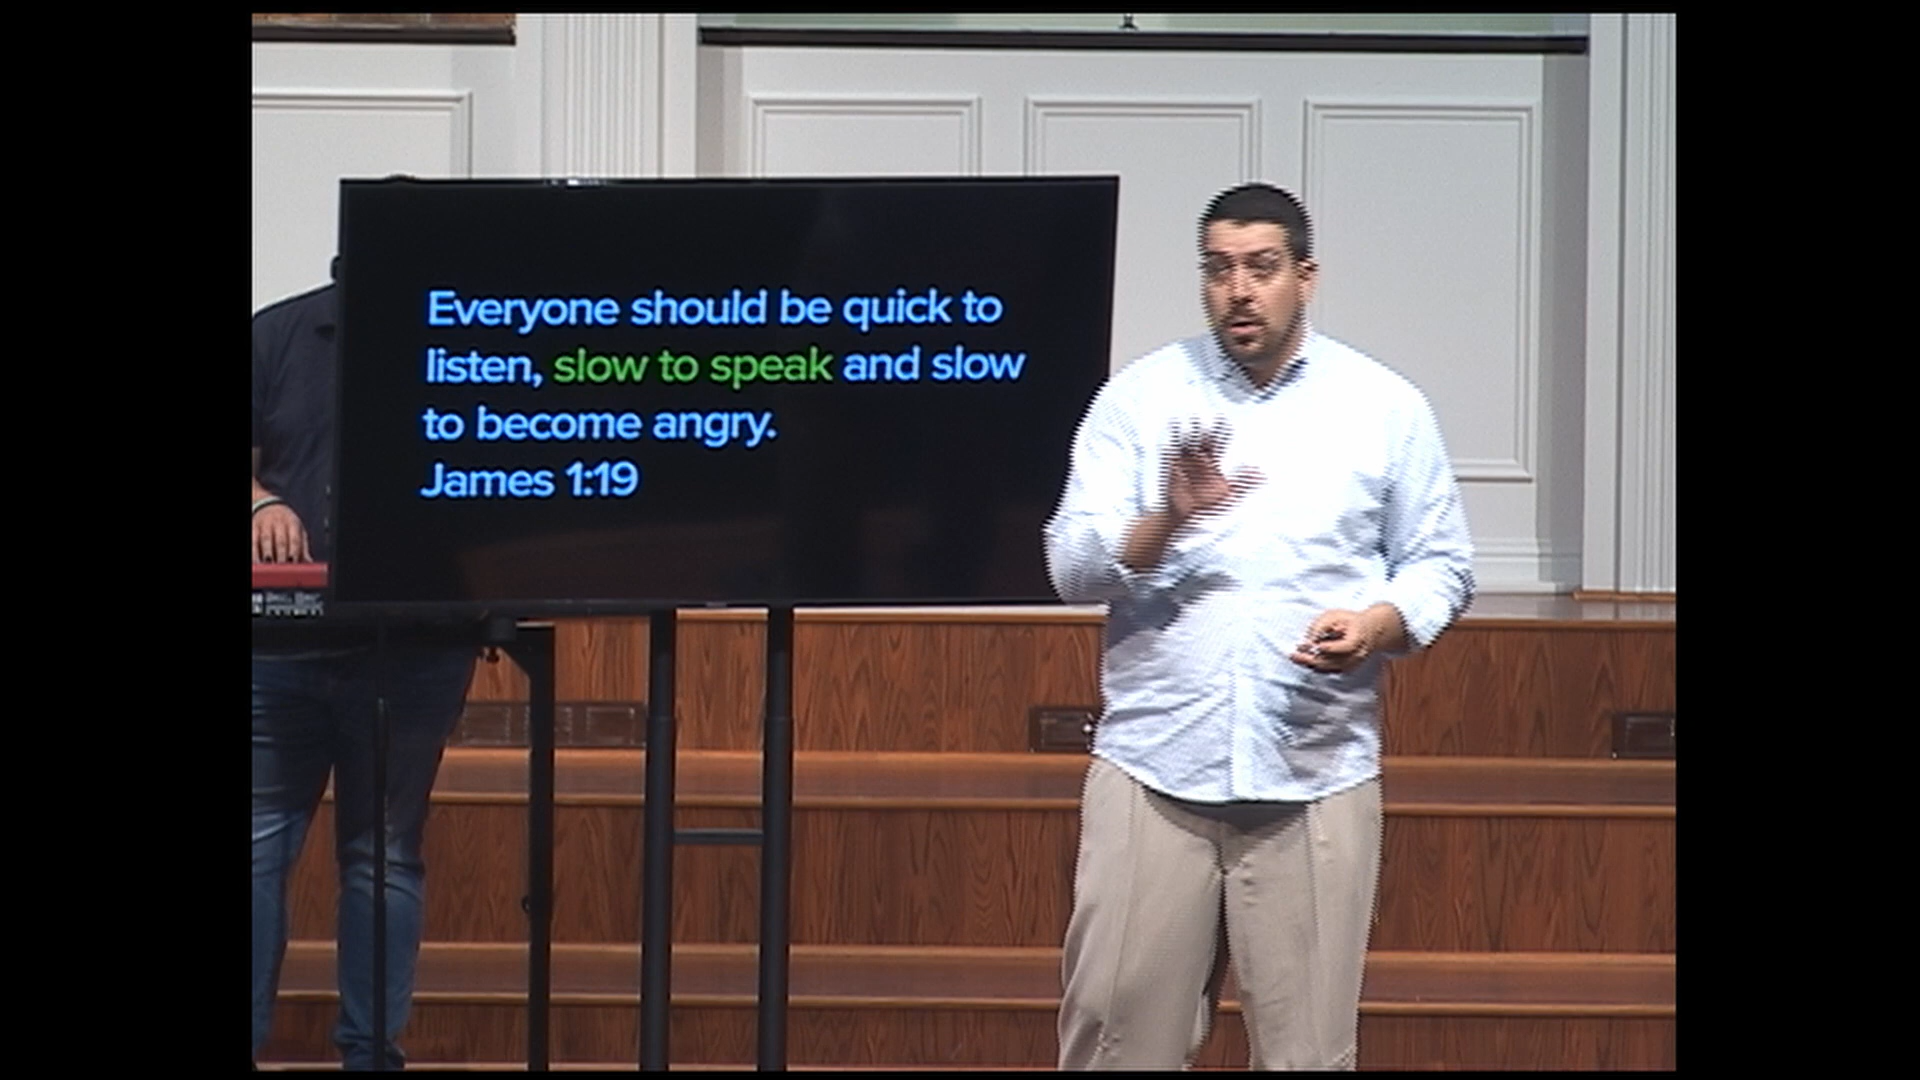 Everyone should be quick to
listen, slow to speak and slow
to become angry.
James 1:19